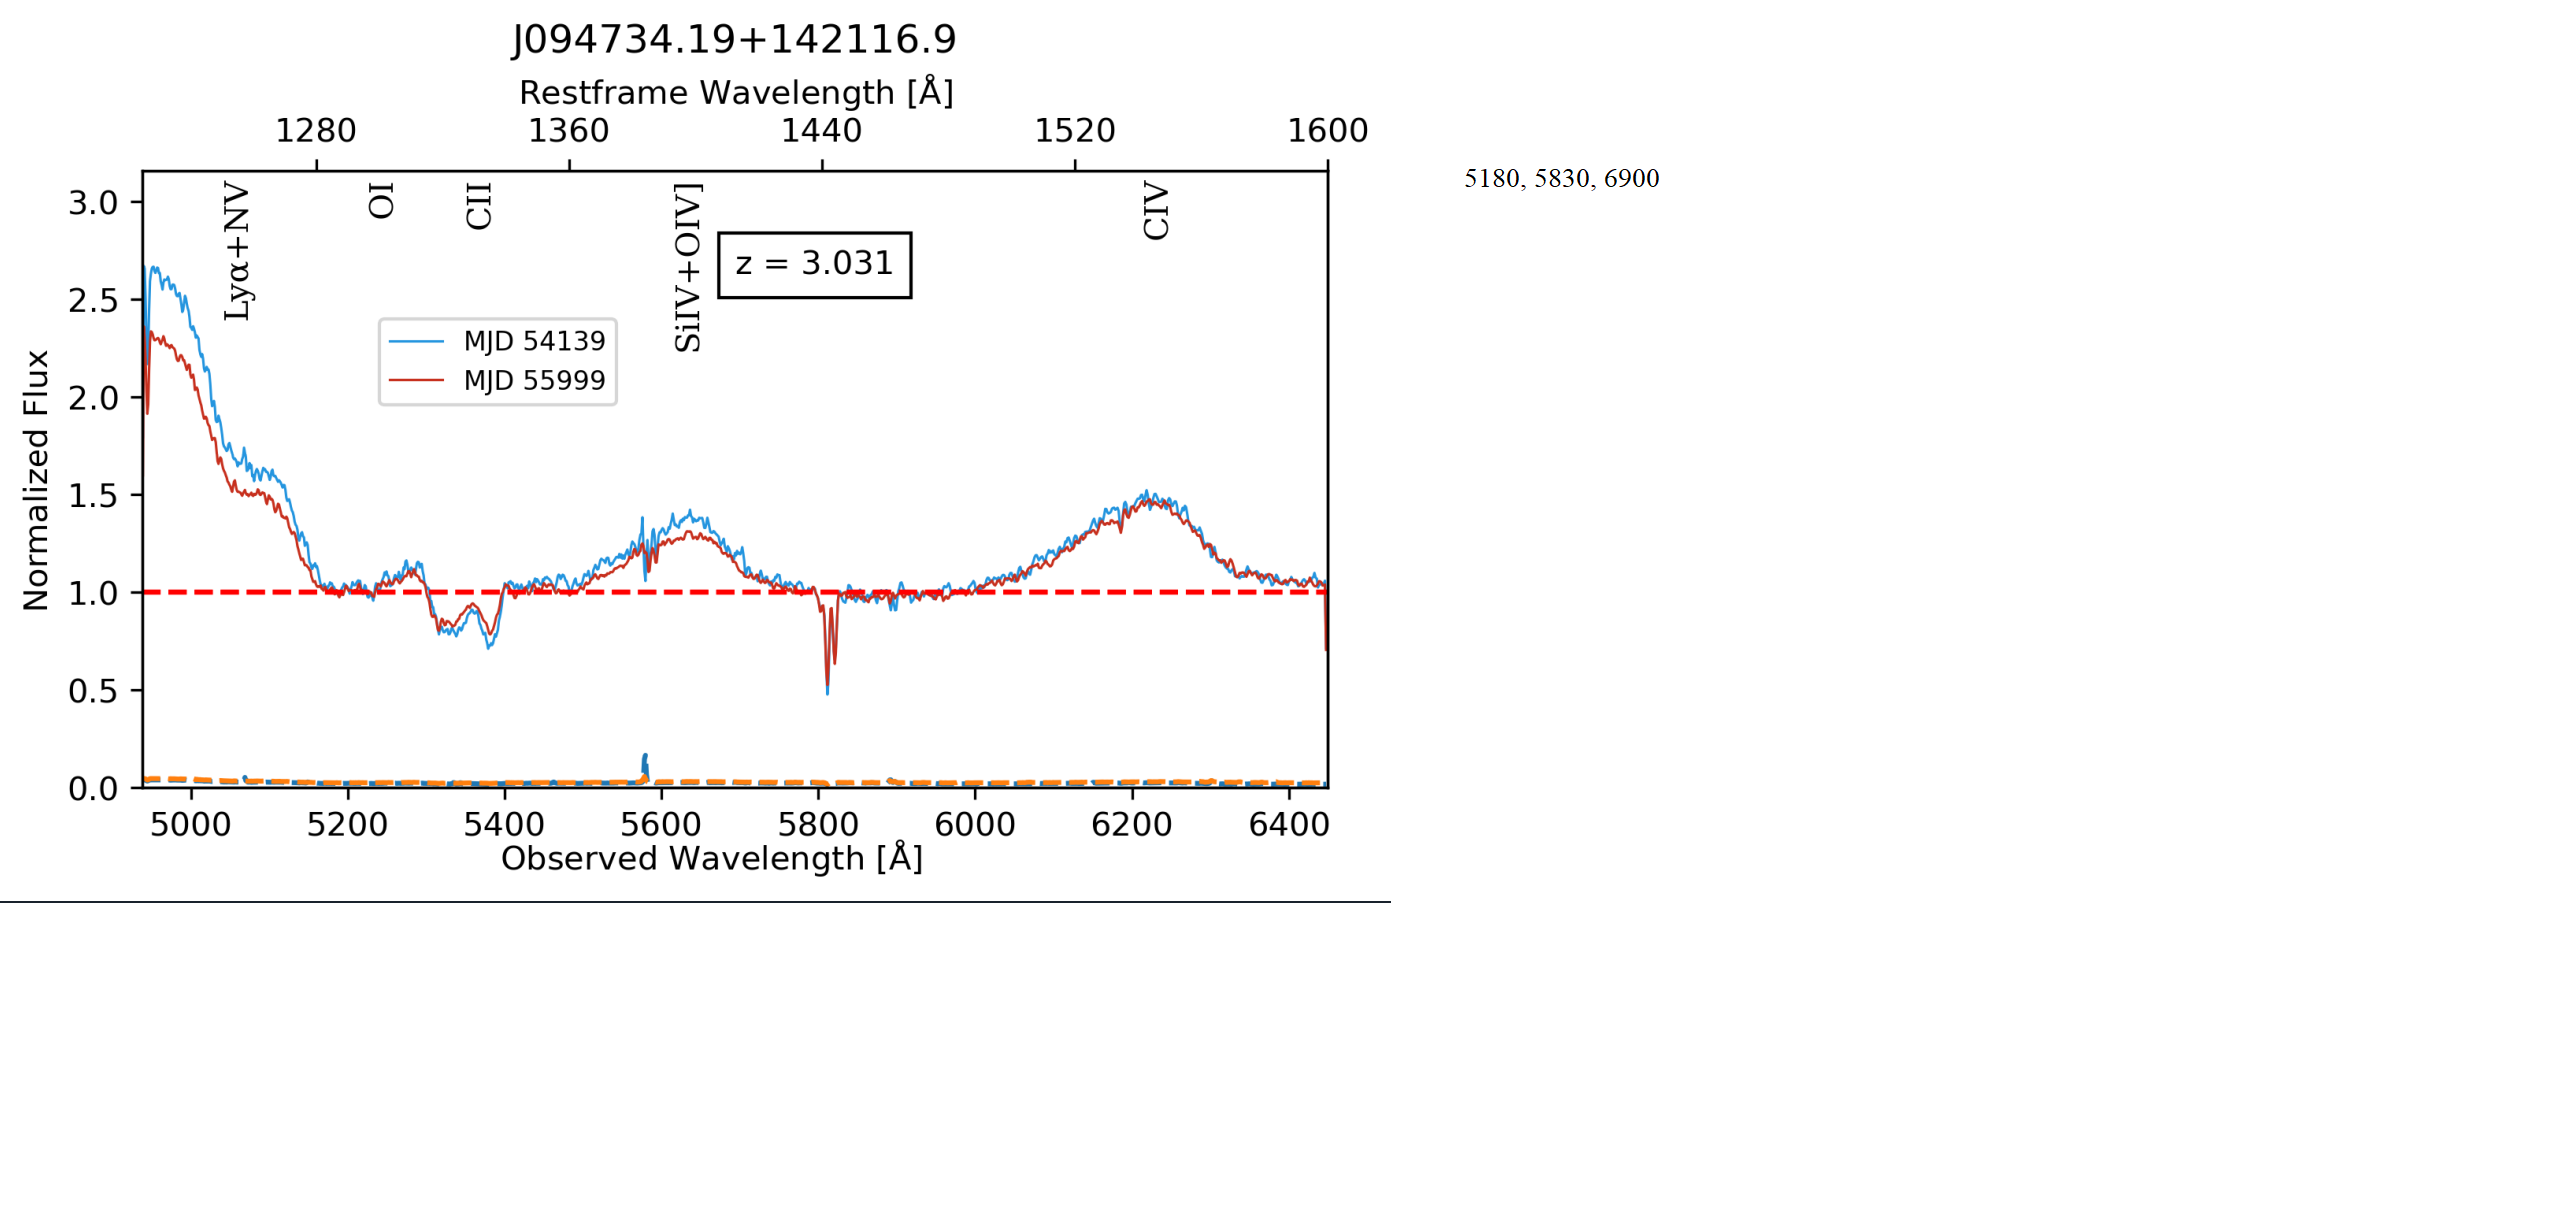 J094734.19+142116.9
Restframe Wavelength [Å]
1280 1360 1440 1520 1600
5180, 5830, 6900
Lyα+NV
OI
CII
SiIV+OIV]
CIV
z = 3.031
MJD 54139
MJD 55999
Normalized Flux
3.0
2.5
2.0
1.5
1.0
0.5
0.0
5000 5200 5400 5600 5800 6000 6200 6400
Observed Wavelength [Å]